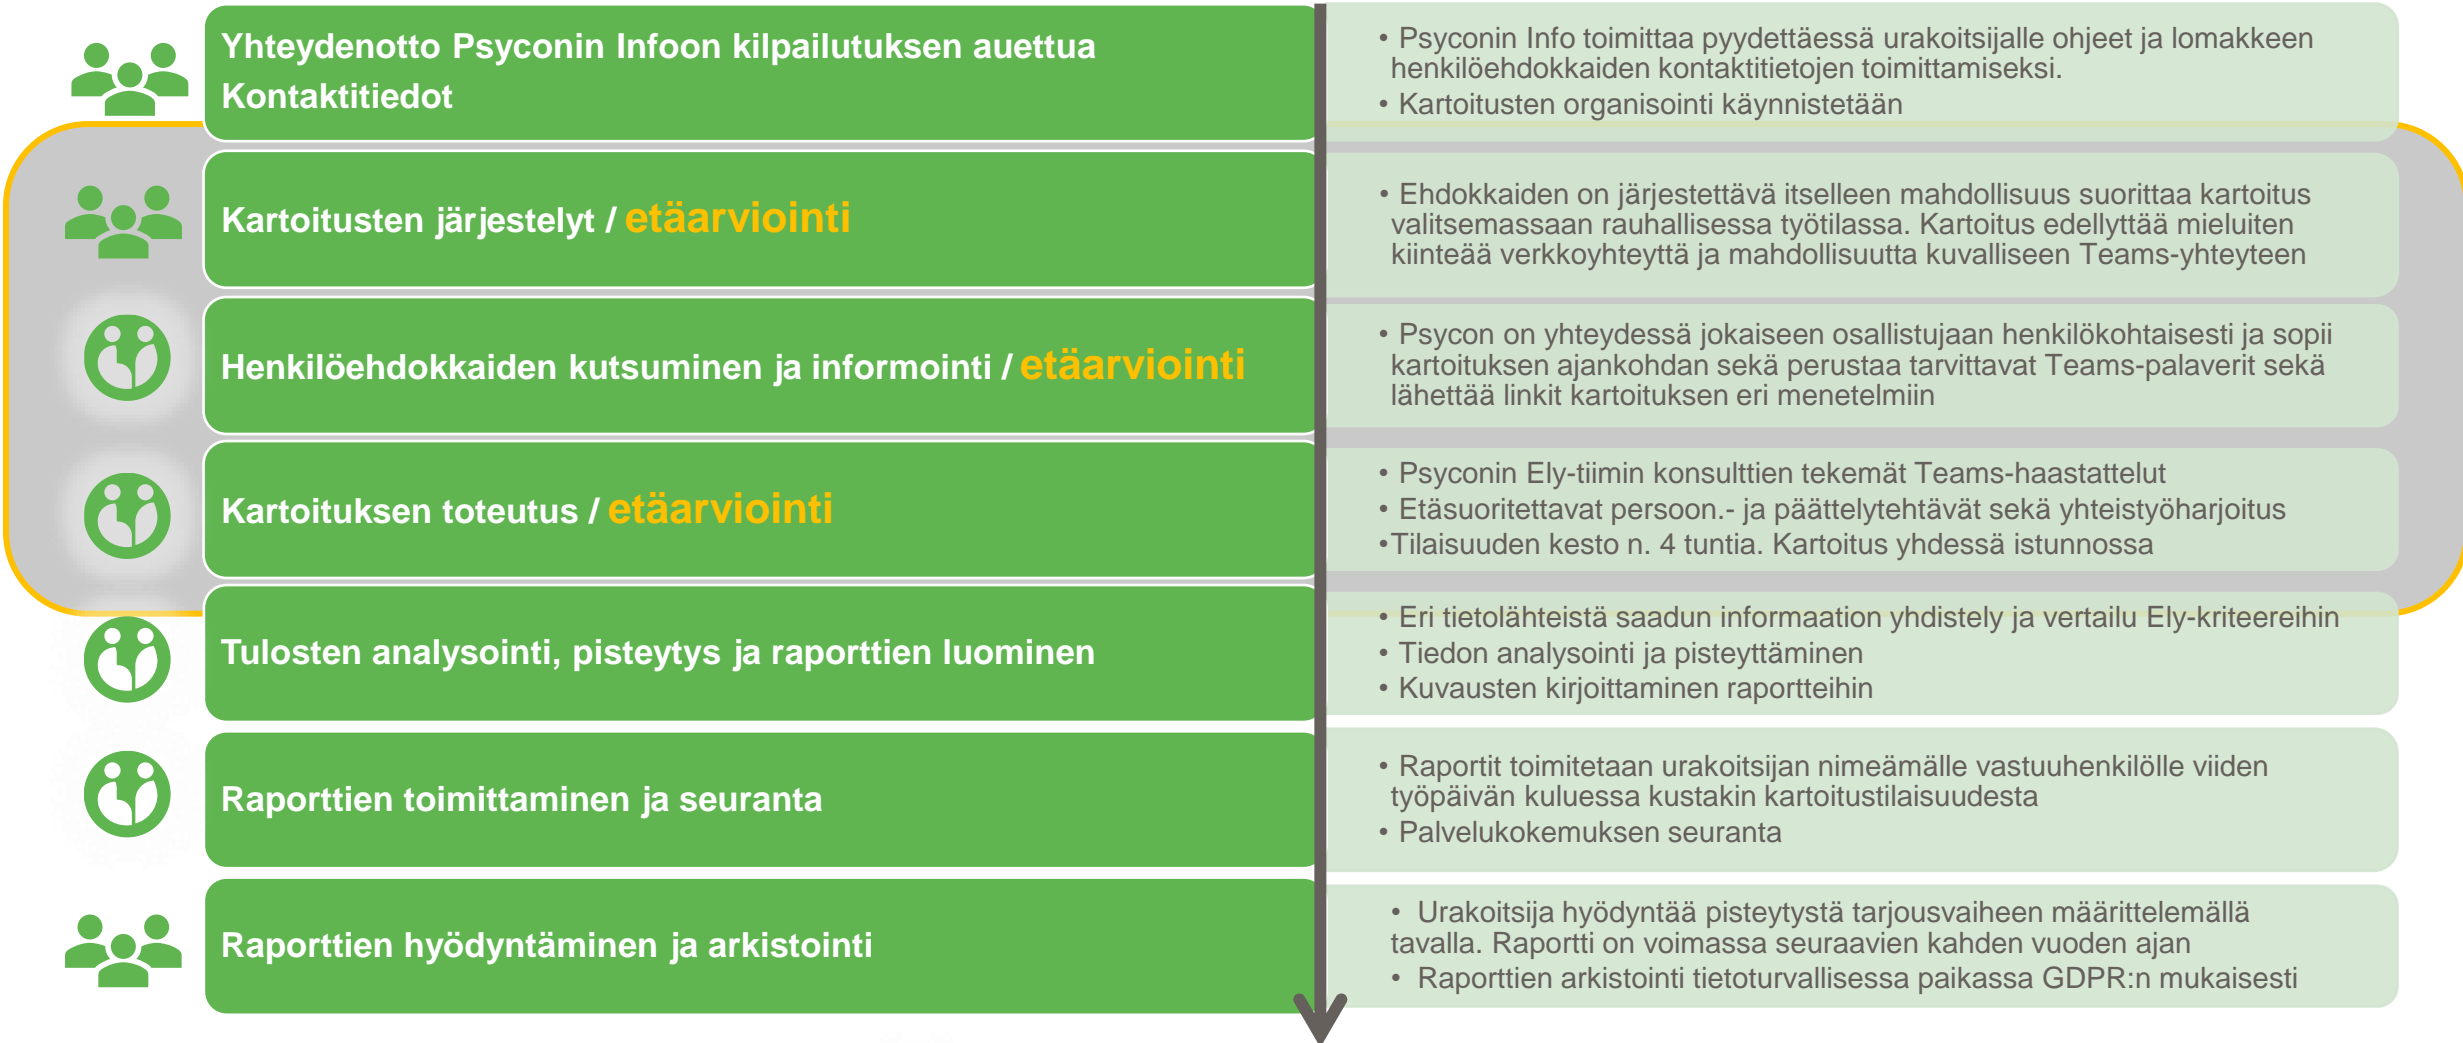 Yhteydenotto Psyconin Infoon kilpailutuksen auettua
Kontaktitiedot
• Psyconin Info toimittaa pyydettäessä urakoitsijalle ohjeet ja lomakkeen
henkilöehdokkaiden kontaktitietojen toimittamiseksi.
• Kartoitusten organisointi käynnistetään
Kartoitusten järjestelyt / etäarviointi
• Ehdokkaiden on järjestettävä itselleen mahdollisuus suorittaa kartoitus
valitsemassaan rauhallisessa työtilassa. Kartoitus edellyttää mieluiten
kiinteää verkkoyhteyttä ja mahdollisuutta kuvalliseen Teams-yhteyteen
Henkilöehdokkaiden kutsuminen ja informointi / etäarviointi
• Psycon on yhteydessä jokaiseen osallistujaan henkilökohtaisesti ja sopii
kartoituksen ajankohdan sekä perustaa tarvittavat Teams-palaverit sekä
lähettää linkit kartoituksen eri menetelmiin
Kartoituksen toteutus / etäarviointi
• Psyconin Ely-tiimin konsulttien tekemät Teams-haastattelut
• Etäsuoritettavat persoon.- ja päättelytehtävät sekä yhteistyöharjoitus
•Tilaisuuden kesto n. 4 tuntia. Kartoitus yhdessä istunnossa
Tulosten analysointi, pisteytys ja raporttien luominen
• Eri tietolähteistä saadun informaation yhdistely ja vertailu Ely-kriteereihin
• Tiedon analysointi ja pisteyttäminen
• Kuvausten kirjoittaminen raportteihin
Raporttien toimittaminen ja seuranta
• Raportit toimitetaan urakoitsijan nimeämälle vastuuhenkilölle viiden
työpäivän kuluessa kustakin kartoitustilaisuudesta
• Palvelukokemuksen seuranta
Raporttien hyödyntäminen ja arkistointi
• Urakoitsija hyödyntää pisteytystä tarjousvaiheen määrittelemällä
tavalla. Raportti on voimassa seuraavien kahden vuoden ajan
• Raporttien arkistointi tietoturvallisessa paikassa GDPR:n mukaisesti